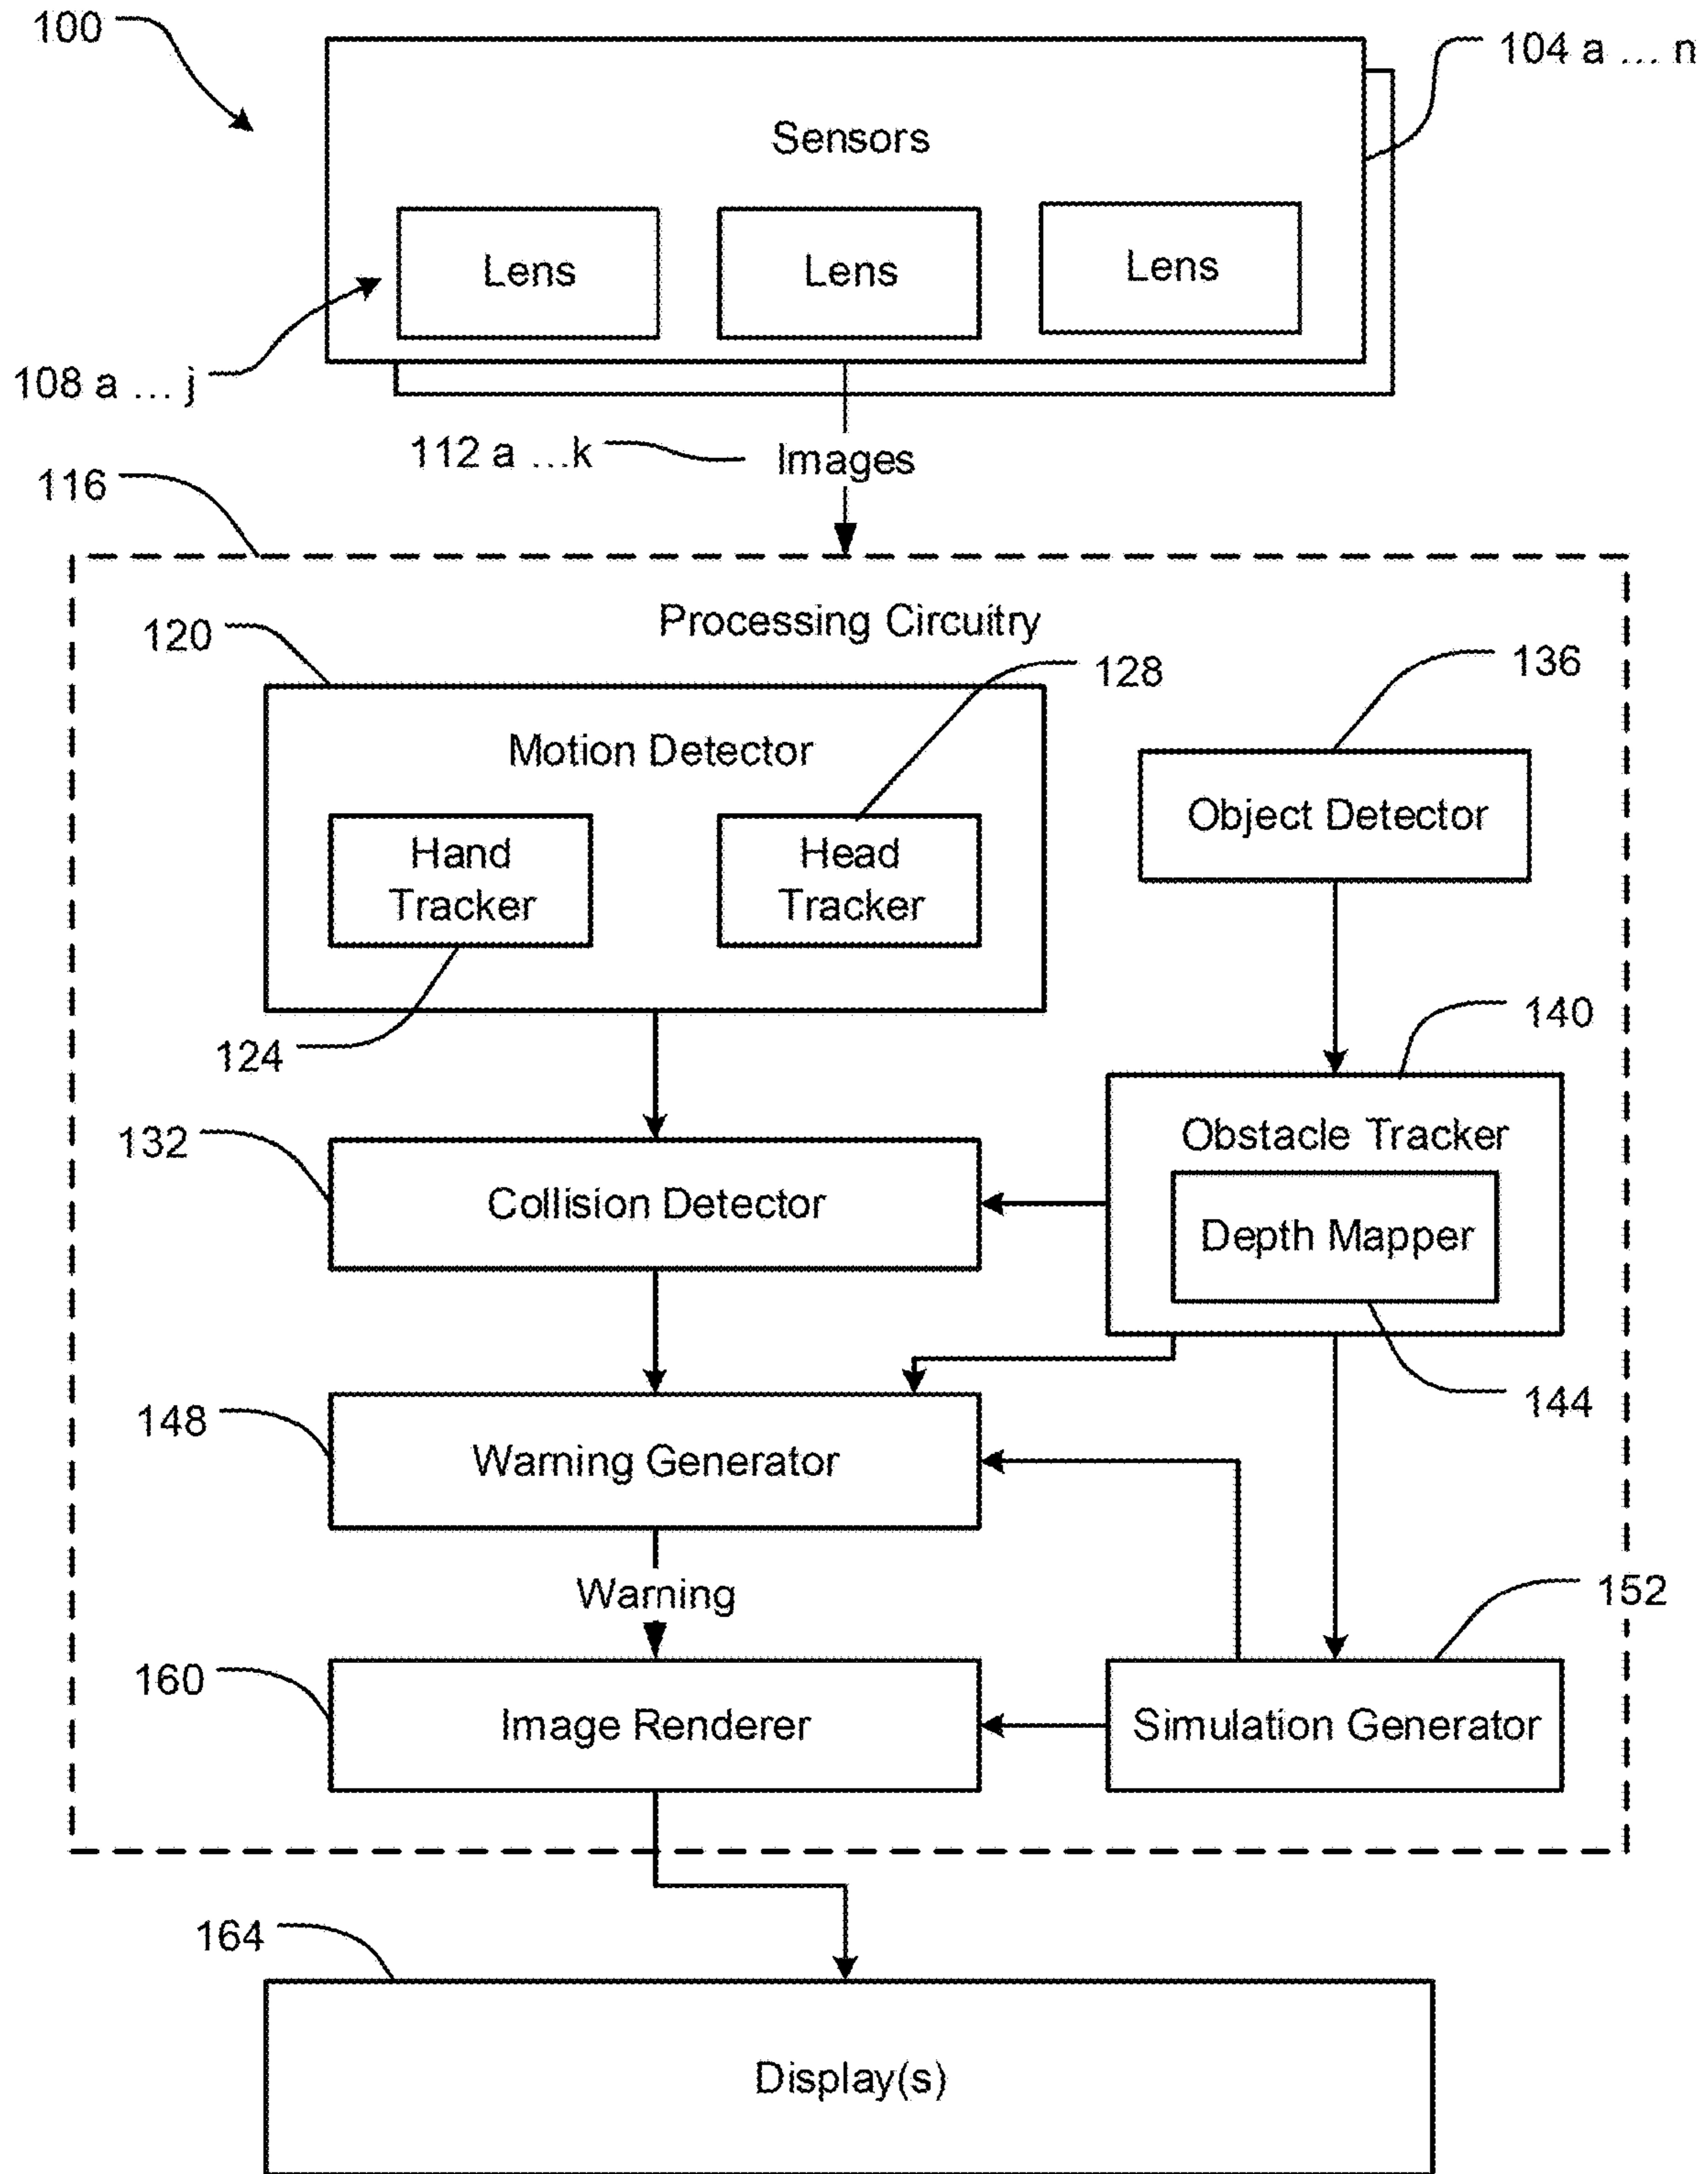 100
104 a ... n
Sensors
Lens
Lens
Lens
108 a ... j
112 a ...k
Images
116
Processing Circuitry
120
128
136
Motion Detector
Object Detector
Hand
Tracker
Head
Tracker
124
140
132
Obstacle Tracker
Collision Detector
Depth Mapper
144
148
Warning Generator
Warning
152
160
Image Renderer
Simulation Generator
164
Display(s)